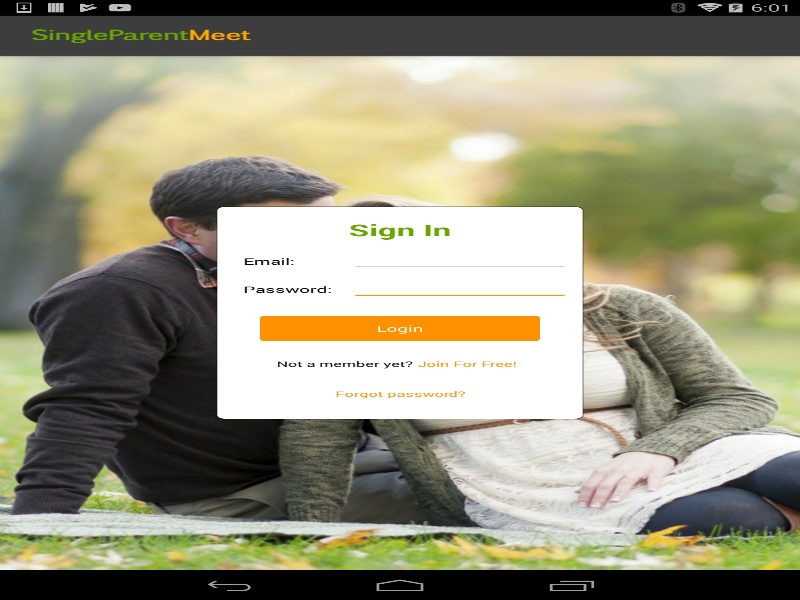 6:01
SingleParentMeet
Sign In
Email:
Password:
Login
Not a member yet? Join For Free!
Forgot password?